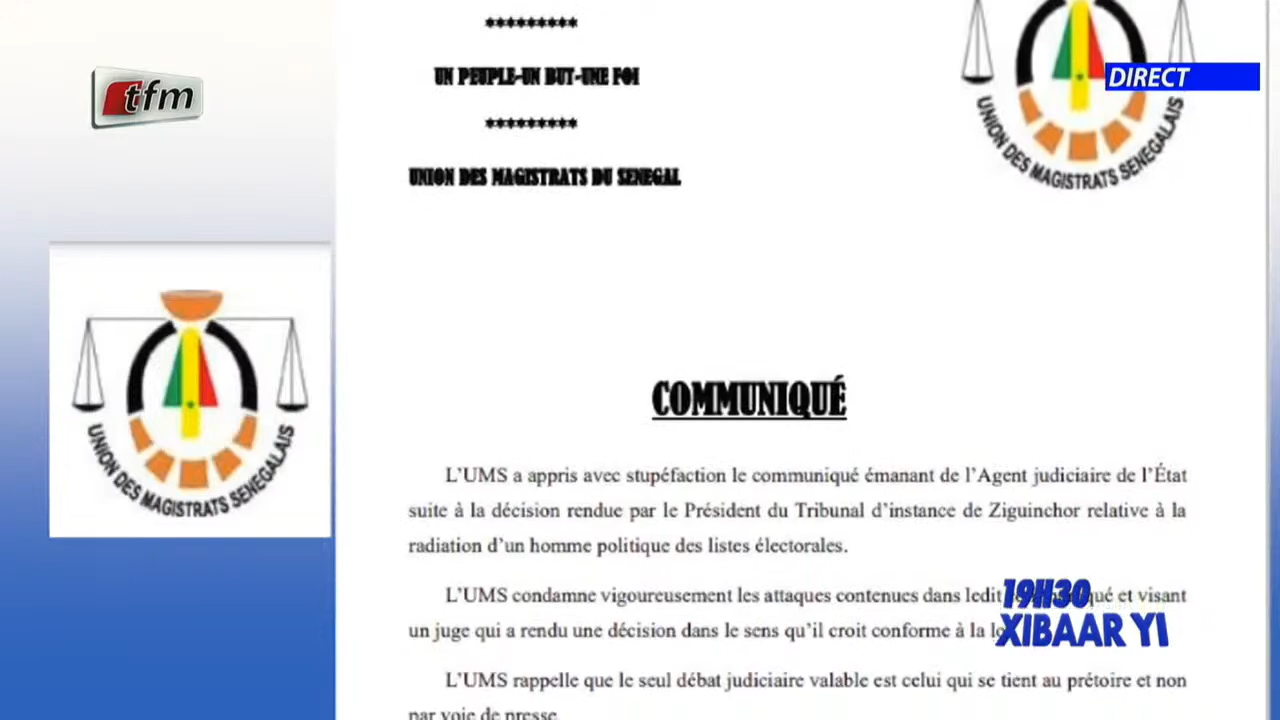 *********
tfm
UN PEUPLE-UN BUT-UNE FOI
DIRECT
*********
UNION DES MAGISTRATS SENEGALAIS
UNION DES MAGISTRATS DU SENEGAL
UNION DES MAGISTRATS SENEGALAIS
COMMUNIQUÉ
L'UMS a appris avec stupéfaction le communiqué émanant de l'Agent judiciaire de l'État
suite à la décision rendue par le Président du Tribunal d'instance de Ziguinchor relative à la
radiation d'un homme politique des listes électorales.
L'UMS condamne vigoureusement les attaques contenues dans ledit qué et visant
un juge qui a rendu une décision dans le sens qu'il croit conforme à la
19H30
XIBAAR YI
L'UMS rappelle que le seul débat judiciaire valable est celui qui se tient au prétoire et non
par voie de presse